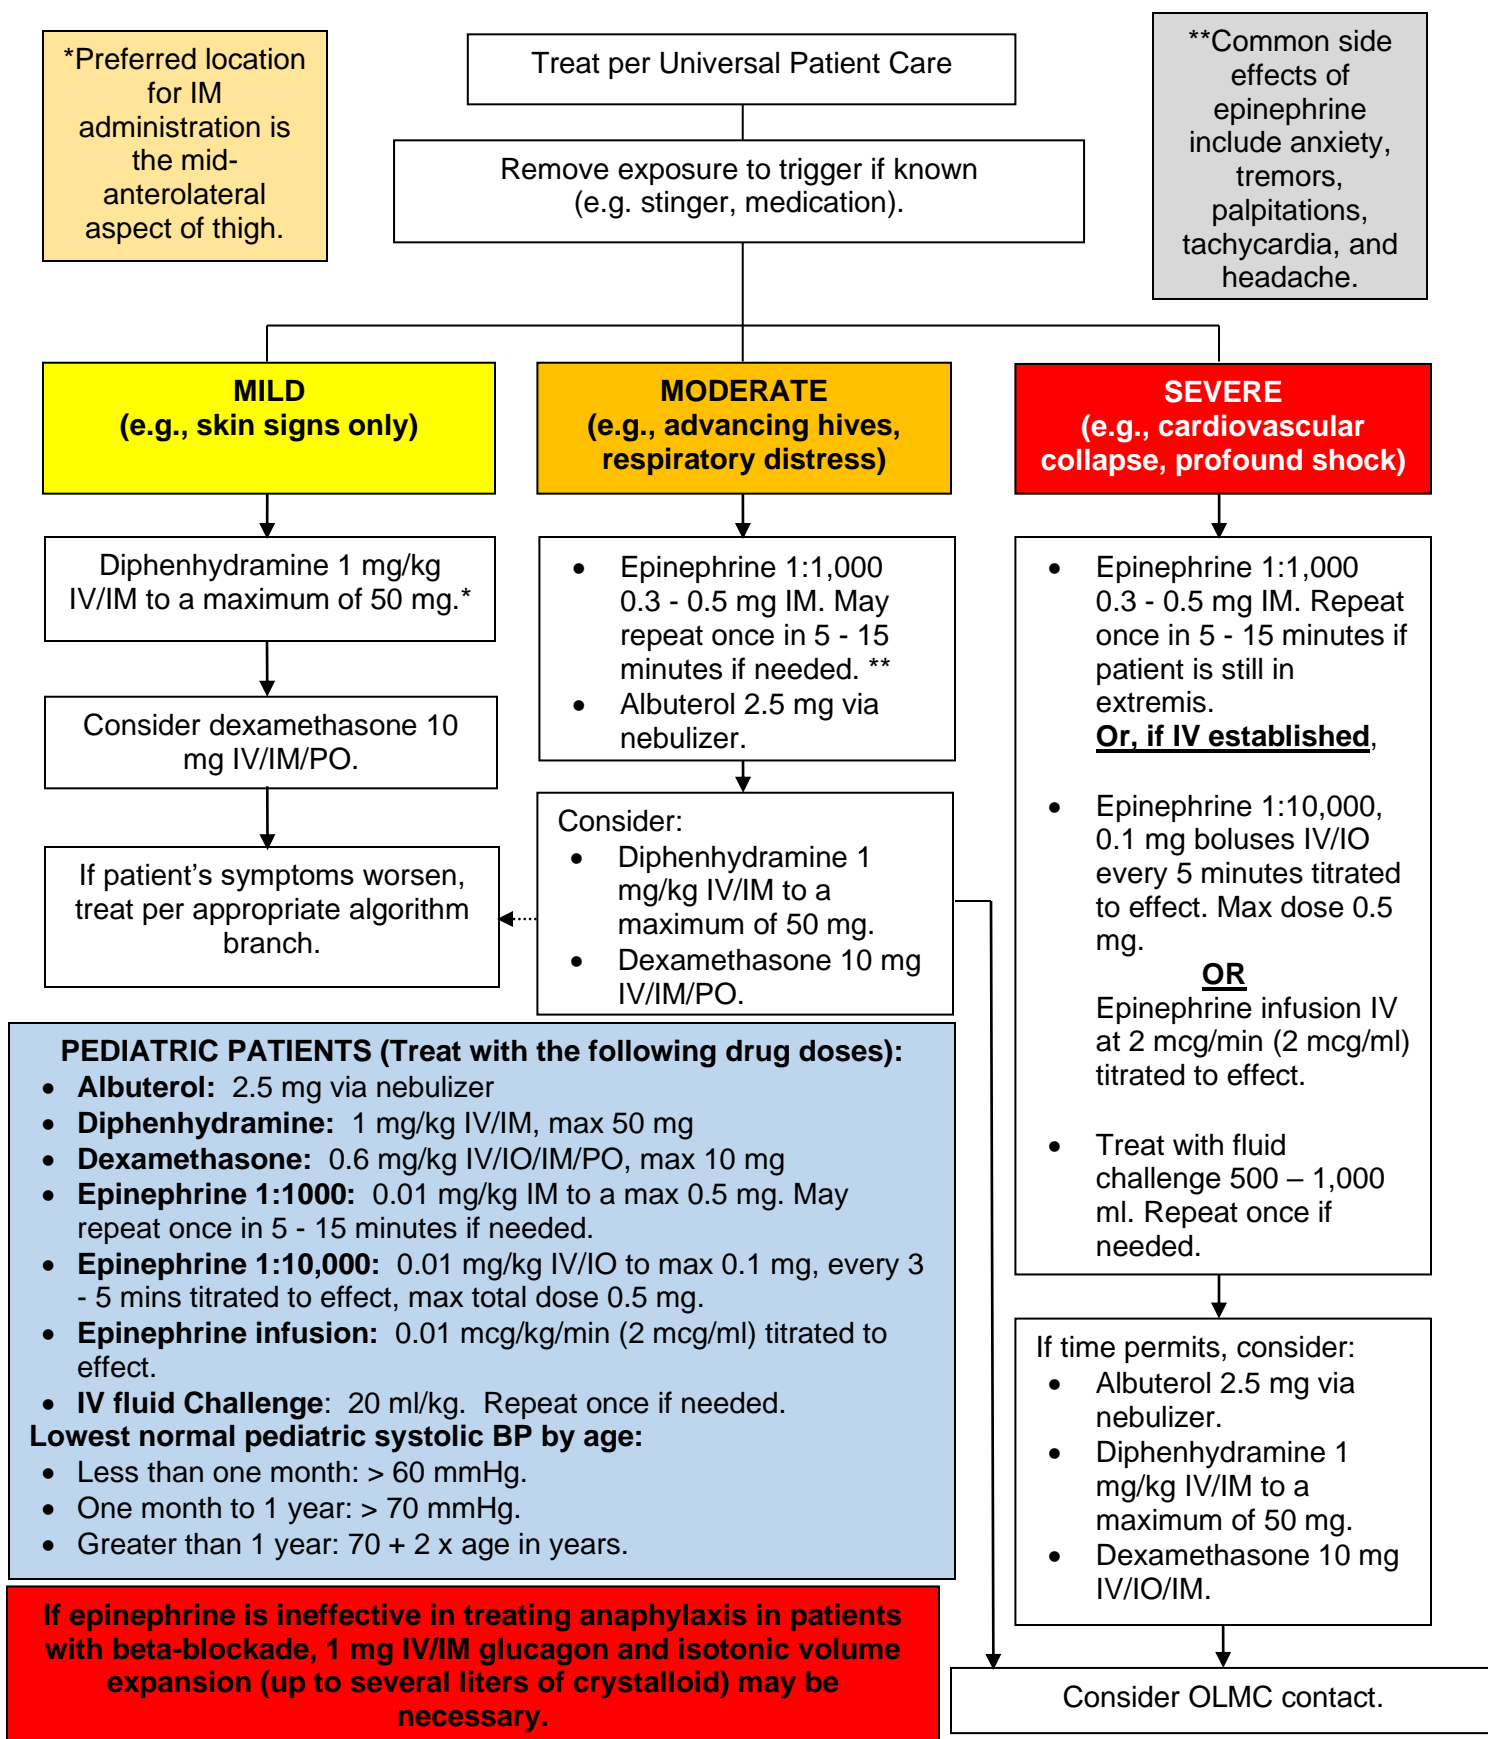 *Preferred location
for IM
administration is
the mid-
anterolateral
aspect of thigh.
Treat per Universal Patient Care
**Common side
effects of
epinephrine
include anxiety,
tremors,
palpitations,
tachycardia, and
headache.
Remove exposure to trigger if known
(e.g. stinger, medication).
MILD
(e.g., skin signs only)
Diphenhydramine 1 mg/kg
IV/IM to a maximum of 50 mg.*
Consider dexamethasone 10
mg IV/IM/PO.
If patient’s symptoms worsen,
treat per appropriate algorithm
branch.
MODERATE
(e.g., advancing hives,
respiratory distress)
• Epinephrine 1:1,000
0.3 - 0.5 mg IM. May
repeat once in 5 - 15
minutes if needed. **
• Albuterol 2.5 mg via
nebulizer.
Consider:
• Diphenhydramine 1
mg/kg IV/IM to a
maximum of 50 mg.
• Dexamethasone 10 mg
IV/IM/PO.
SEVERE
(e.g., cardiovascular
collapse, profound shock)
• Epinephrine 1:1,000
0.3 - 0.5 mg IM. Repeat
once in 5 - 15 minutes if
patient is still in
extremis.
Or, if IV established,
• Epinephrine 1:10,000,
0.1 mg boluses IV/IO
every 5 minutes titrated
to effect. Max dose 0.5
mg.
OR
Epinephrine infusion IV
at 2 mcg/min (2 mcg/ml)
titrated to effect.
• Treat with fluid
challenge 500 – 1,000
ml. Repeat once if
needed.
If time permits, consider:
• Albuterol 2.5 mg via
nebulizer.
• Diphenhydramine 1
mg/kg IV/IM to a
maximum of 50 mg.
• Dexamethasone 10 mg
IV/IO/IM.
Consider OLMC contact.
PEDIATRIC PATIENTS (Treat with the following drug doses):
• Albuterol: 2.5 mg via nebulizer
• Diphenhydramine: 1 mg/kg IV/IM, max 50 mg
• Dexamethasone: 0.6 mg/kg IV/IO/IM/PO, max 10 mg
• Epinephrine 1:1000: 0.01 mg/kg IM to a max 0.5 mg. May
repeat once in 5 - 15 minutes if needed.
• Epinephrine 1:10,000: 0.01 mg/kg IV/IO to max 0.1 mg, every 3
- 5 mins titrated to effect, max total dose 0.5 mg.
• Epinephrine infusion: 0.01 mcg/kg/min (2 mcg/ml) titrated to
effect.
• IV fluid Challenge: 20 ml/kg. Repeat once if needed.
Lowest normal pediatric systolic BP by age:
• Less than one month: > 60 mmHg.
• One month to 1 year: > 70 mmHg.
• Greater than 1 year: 70 + 2 x age in years.
If epinephrine is ineffective in treating anaphylaxis in patients
with beta-blockade, 1 mg IV/IM glucagon and isotonic volume
expansion (up to several liters of crystalloid) may be
necessary.